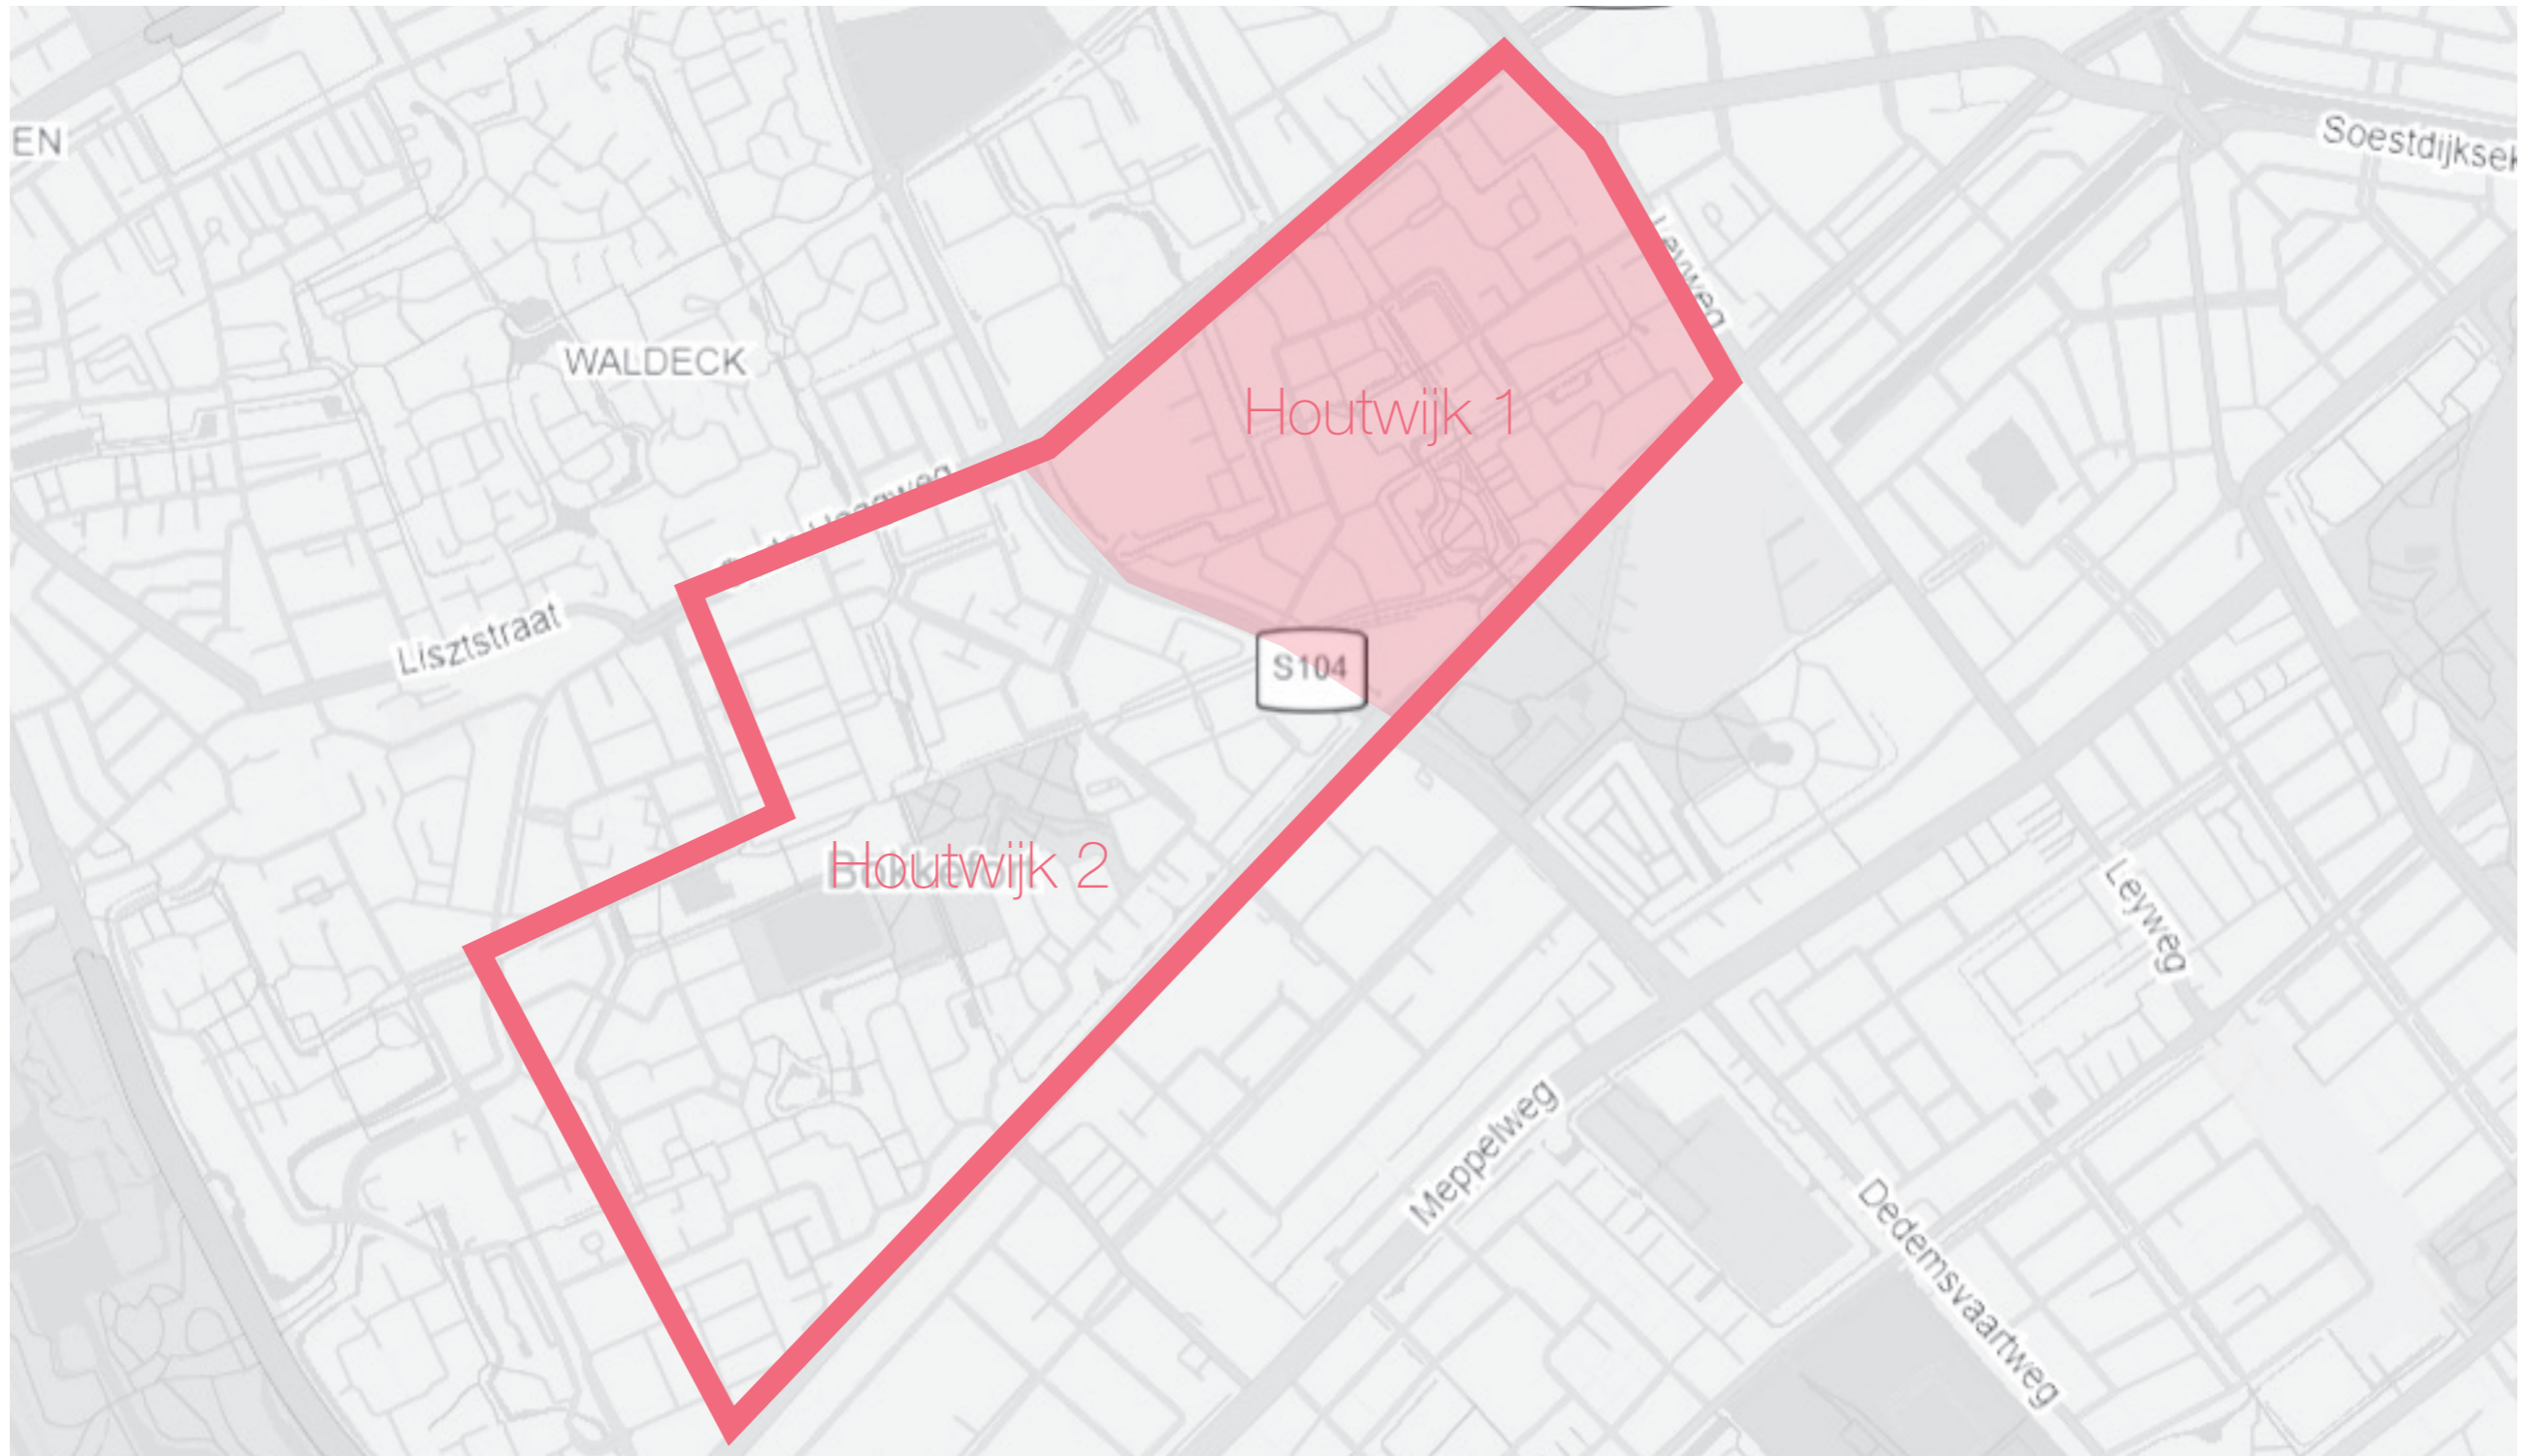 EN
Soestdijksek
Leyweg
WALDECK
Houtwijk 1
Lisztstraat
S104
Houtwijk 2
Leyweg
Meppelweg
Dedemsvaartweg